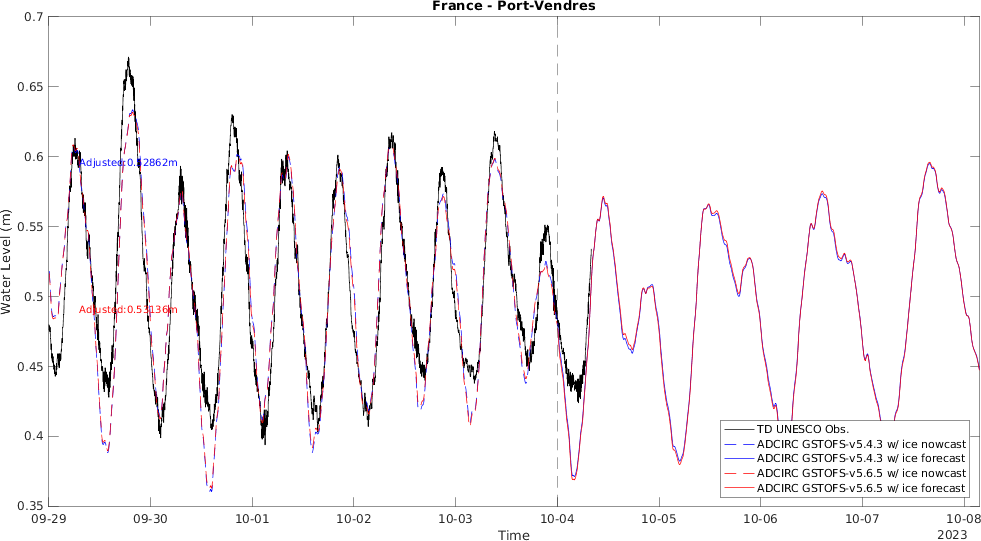 France - Port-Vendres
0.7
0.65
0.6
0.55
0.5
0.45
0.4
0.35
Water Level (m)
Adjusted:0.52862m
Adjusted:0.53136m
TD UNESCO Obs.
ADCIRC GSTOFS-v5.4.3 w/ ice nowcast
ADCIRC GSTOFS-v5.4.3 w/ ice forecast
ADCIRC GSTOFS-v5.6.5 w/ ice nowcast
ADCIRC GSTOFS-v5.6.5 w/ ice forecast
09-29 09-30 10-01 10-02 10-03 10-04 10-05 10-06 10-07 10-08
Time
2023